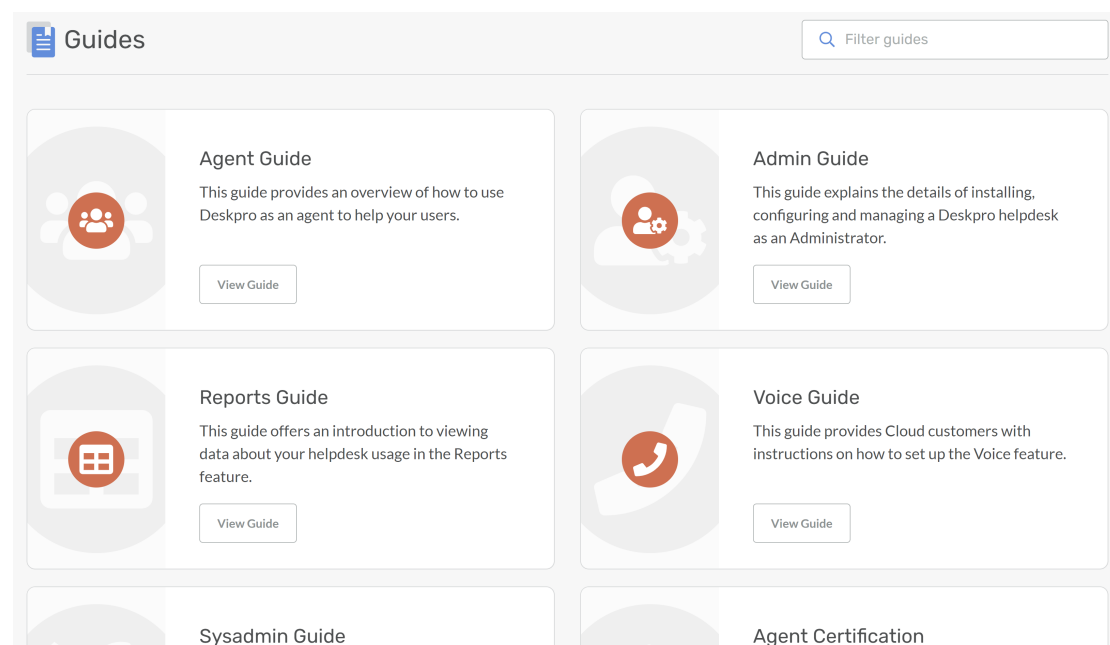 Guides
Filter guides
Agent Guide
This guide provides an overview of how to use
Deskpro as an agent to help your users.
View Guide
Admin Guide
This guide explains the details of installing,
configuring and managing a Deskpro helpdesk
as an Administrator.
View Guide
Reports Guide
This guide offers an introduction to viewing
data about your helpdesk usage in the Reports
feature.
View Guide
Voice Guide
This guide provides Cloud customers with
instructions on how to set up the Voice feature.
View Guide
Sysadmin Guide
Agent Certification